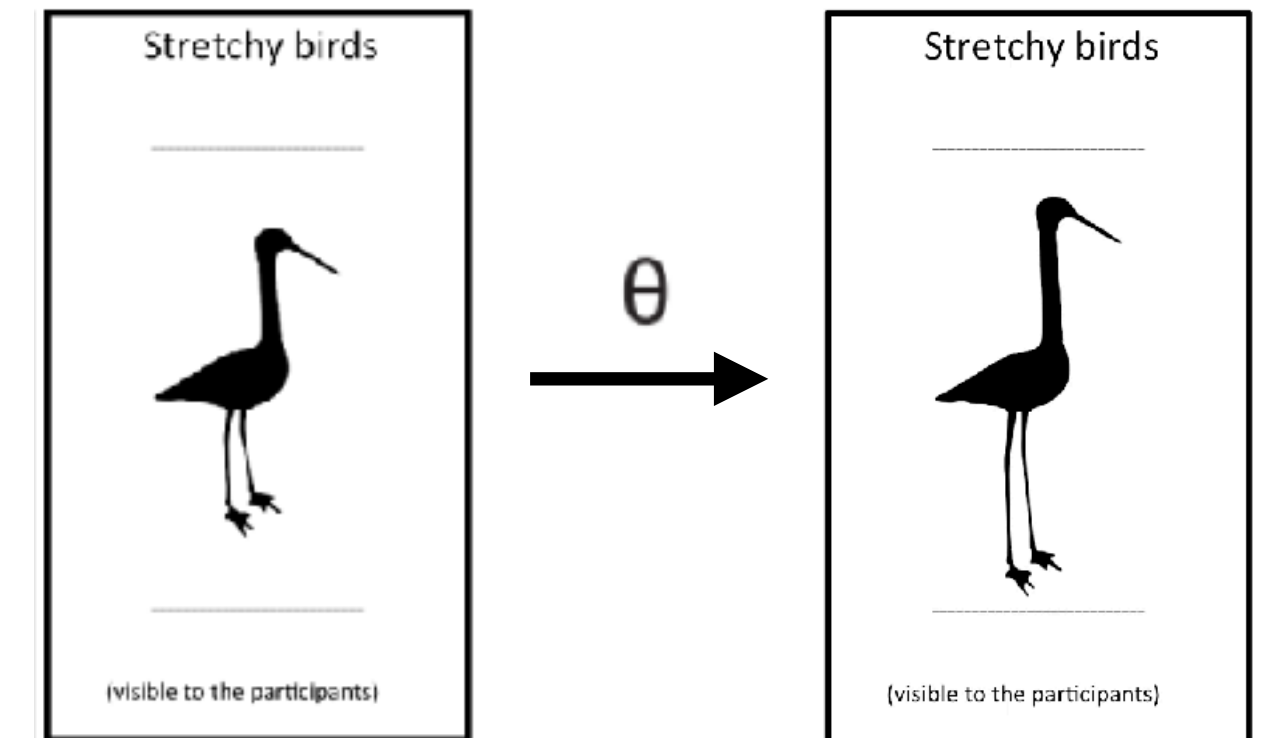 Stretchy birds
(visible to the participants)
θ
Stretchy birds
(visible to the participants)